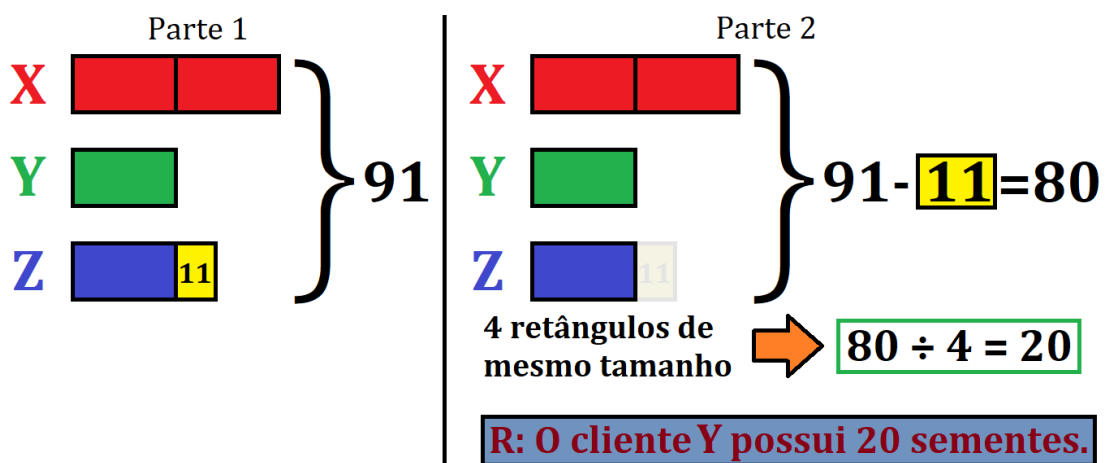 Parte 1
X
Y
Z 11
91
Parte 2
X
Y
Z 11
91- 11 =80
4 retângulos de
mesmo tamanho
80 ÷ 4 = 20
R: O cliente Y possui 20 sementes.